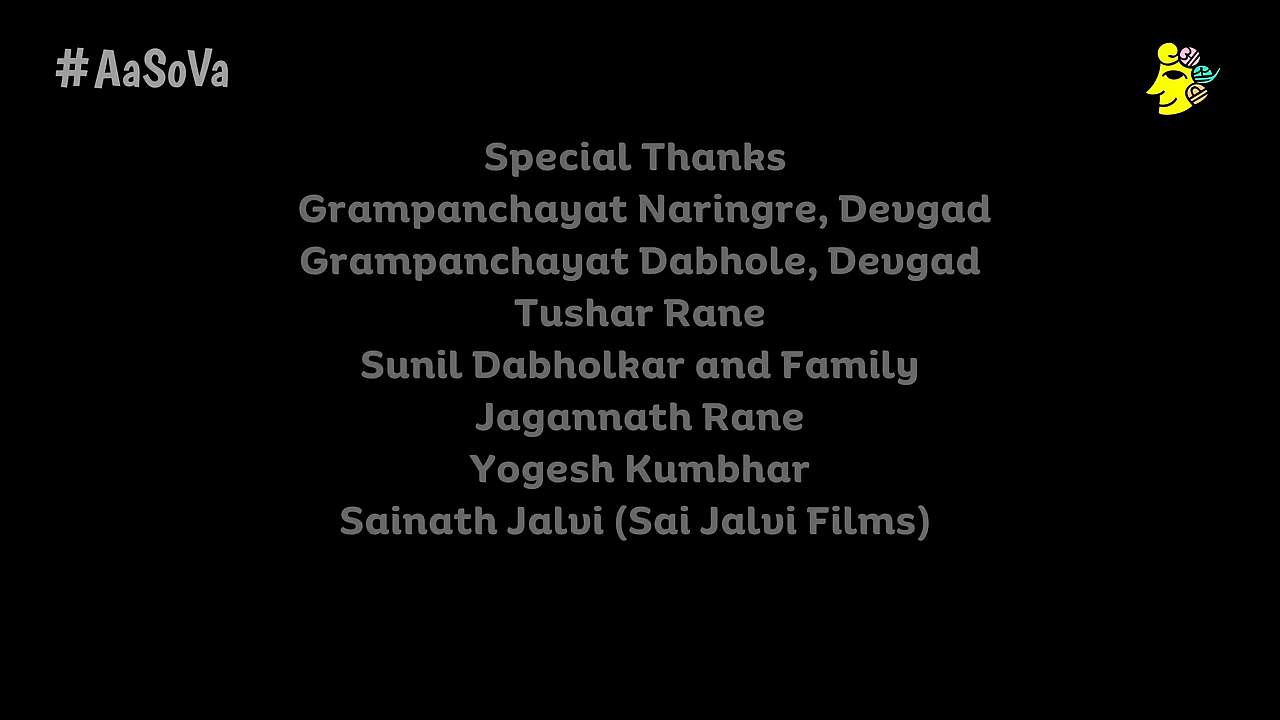 #AaSoVa
Special Thanks
Grampanchayat Naringre, Devgad
Grampanchayat Dabhole, Devgad
Tushar Rane
Sunil Dabholkar and Family
Jagannath Rane
Yogesh Kumbhar
Sainath Jalvi (Sai Jalvi Films)